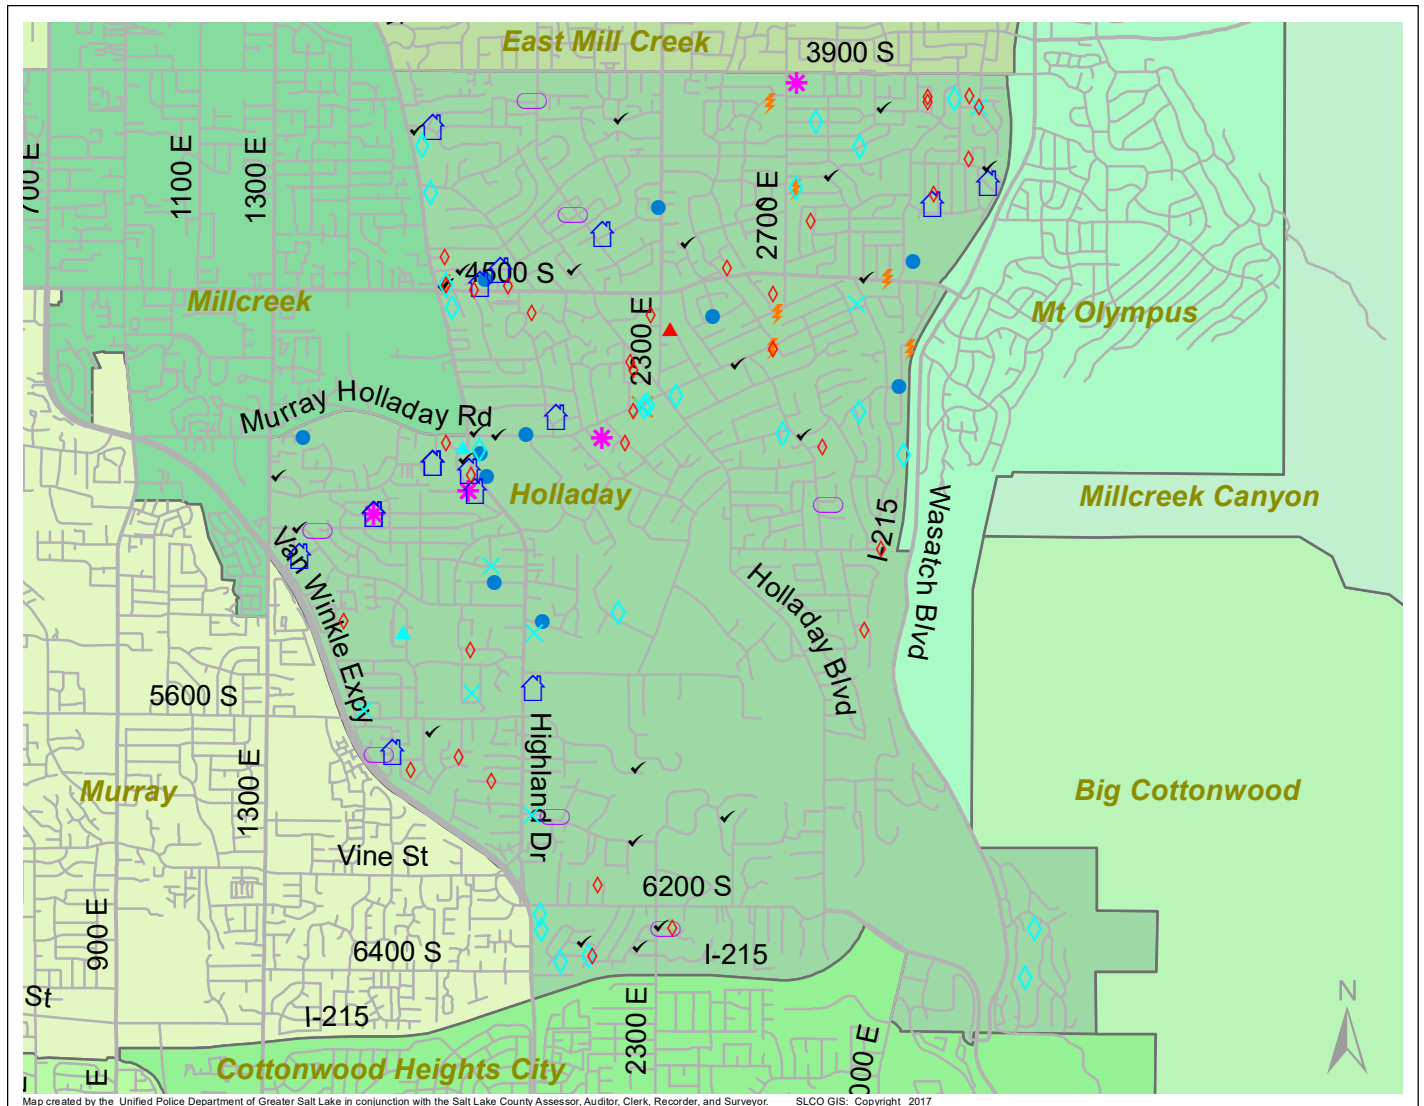 East Mill Creek
3900 S
700 E
1100 E
1300 E
2700 E
4500 S
Millcreek
2300 E
Mt Olympus
Murray Holladay Rd
Holladay
Millcreek Canyon
I-215
Wasatch Blvd
Van Winkle Expy
Holladay Blvd
5600 S
Highland Dr
1300 E
Murray
Big Cottonwood
Vine St
6200 S
900 E
6400 S
I-215
St
I-215
2300 E
000 E
N
Cottonwood Heights City
E
Map created by the Unified Police Department of Greater Salt Lake in conjunction with the Salt Lake County Assessor, Auditor, Clerk, Recorder, and Surveyor. SLCO GIS: Copyright 2017